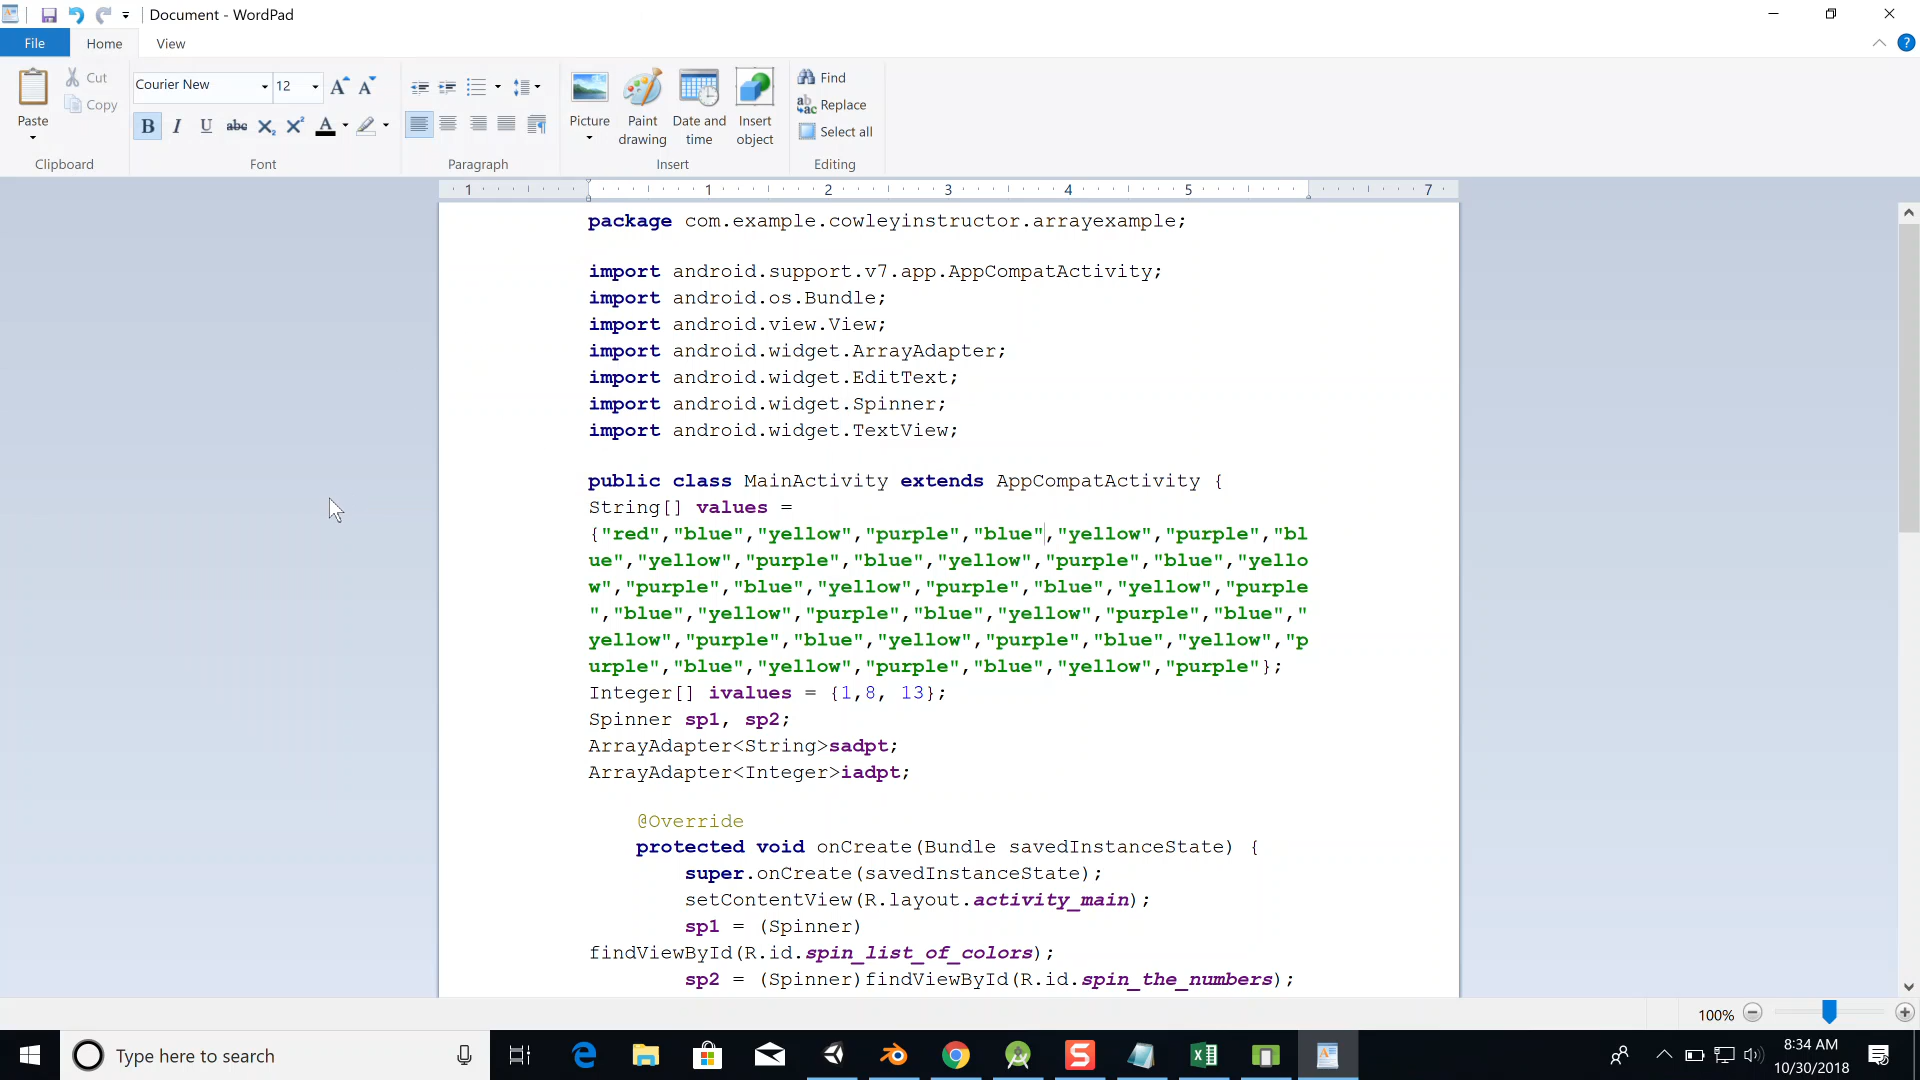 Document - WordPad
File Home View
Paste
Cut
Copy
Clipboard
Courier New 12
Font
Paragraph
Picture
Paint drawing
Date and time
Insert object
Insert
Find
Replace
Select all
Editing
1 1 2 3 4 5 7
package com.example.cowleyinstructor.arrayexample;
import android.support.v7.app.AppCompatActivity;
import android.os.Bundle;
import android.view.View;
import android.widget.ArrayAdapter;
import android.widget.EditText;
import android.widget.Spinner;
import android.widget.TextView;
public class MainActivity extends AppCompatActivity {
String[] values =
{"red","blue","yellow","purple","blue","yellow","purple","bl
ue","yellow","purple","blue","yellow","purple","blue","yello
w","purple","blue","yellow","purple","blue","yellow","purple
","blue","yellow","purple","blue","yellow","purple","blue","
yellow","purple","blue","yellow","purple","blue","yellow","p
urple","blue","yellow","purple","blue","yellow","purple"};
Integer[] ivalues = {1,8, 13};
Spinner sp1, sp2;
ArrayAdapter<String>sadpt;
ArrayAdapter<Integer>iadpt;
@Override
protected void onCreate(Bundle savedInstanceState) {
super.onCreate(savedInstanceState);
setContentView(R.layout.activity_main);
sp1 = (Spinner)
findViewById(R.id.spin_list_of_colors);
sp2 = (Spinner)findViewById(R.id.spin_the_numbers);
100%
Type here to search
8:34 AM
10/30/2018